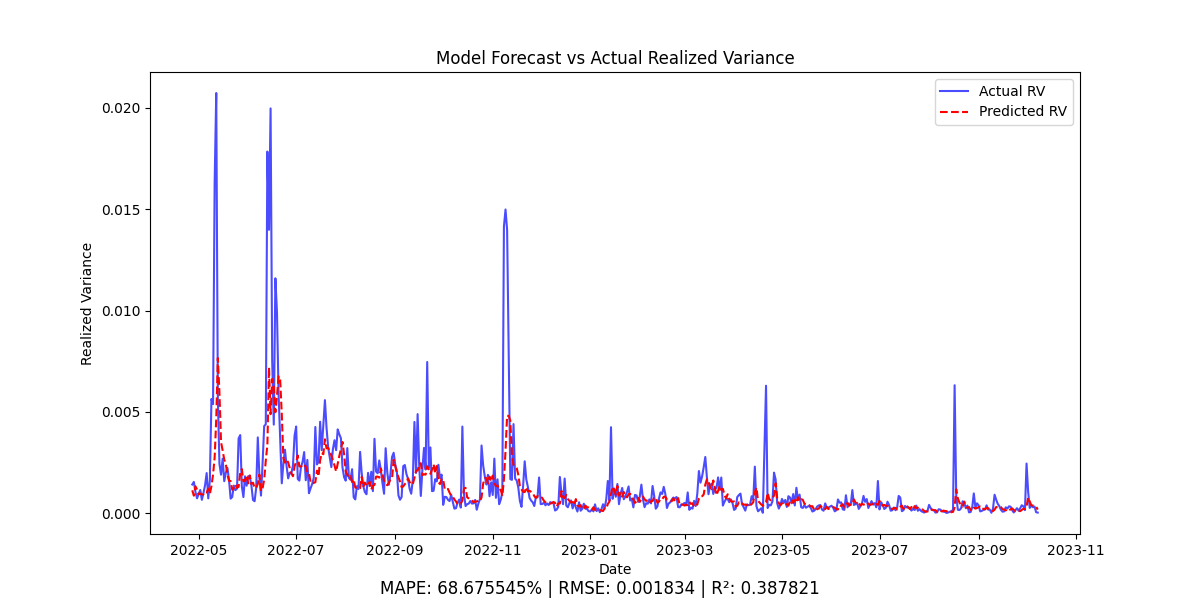 Model Forecast vs Actual Realized Variance
Actual RV
Predicted RV
0.020
0.015
0.010
0.005
0.000
Realized Variance
2022-05 2022-07 2022-09 2022-11 2023-01 2023-03 2023-05 2023-07 2023-09 2023-11
Date
MAPE: 68.675545% | RMSE: 0.001834 | R²: 0.387821